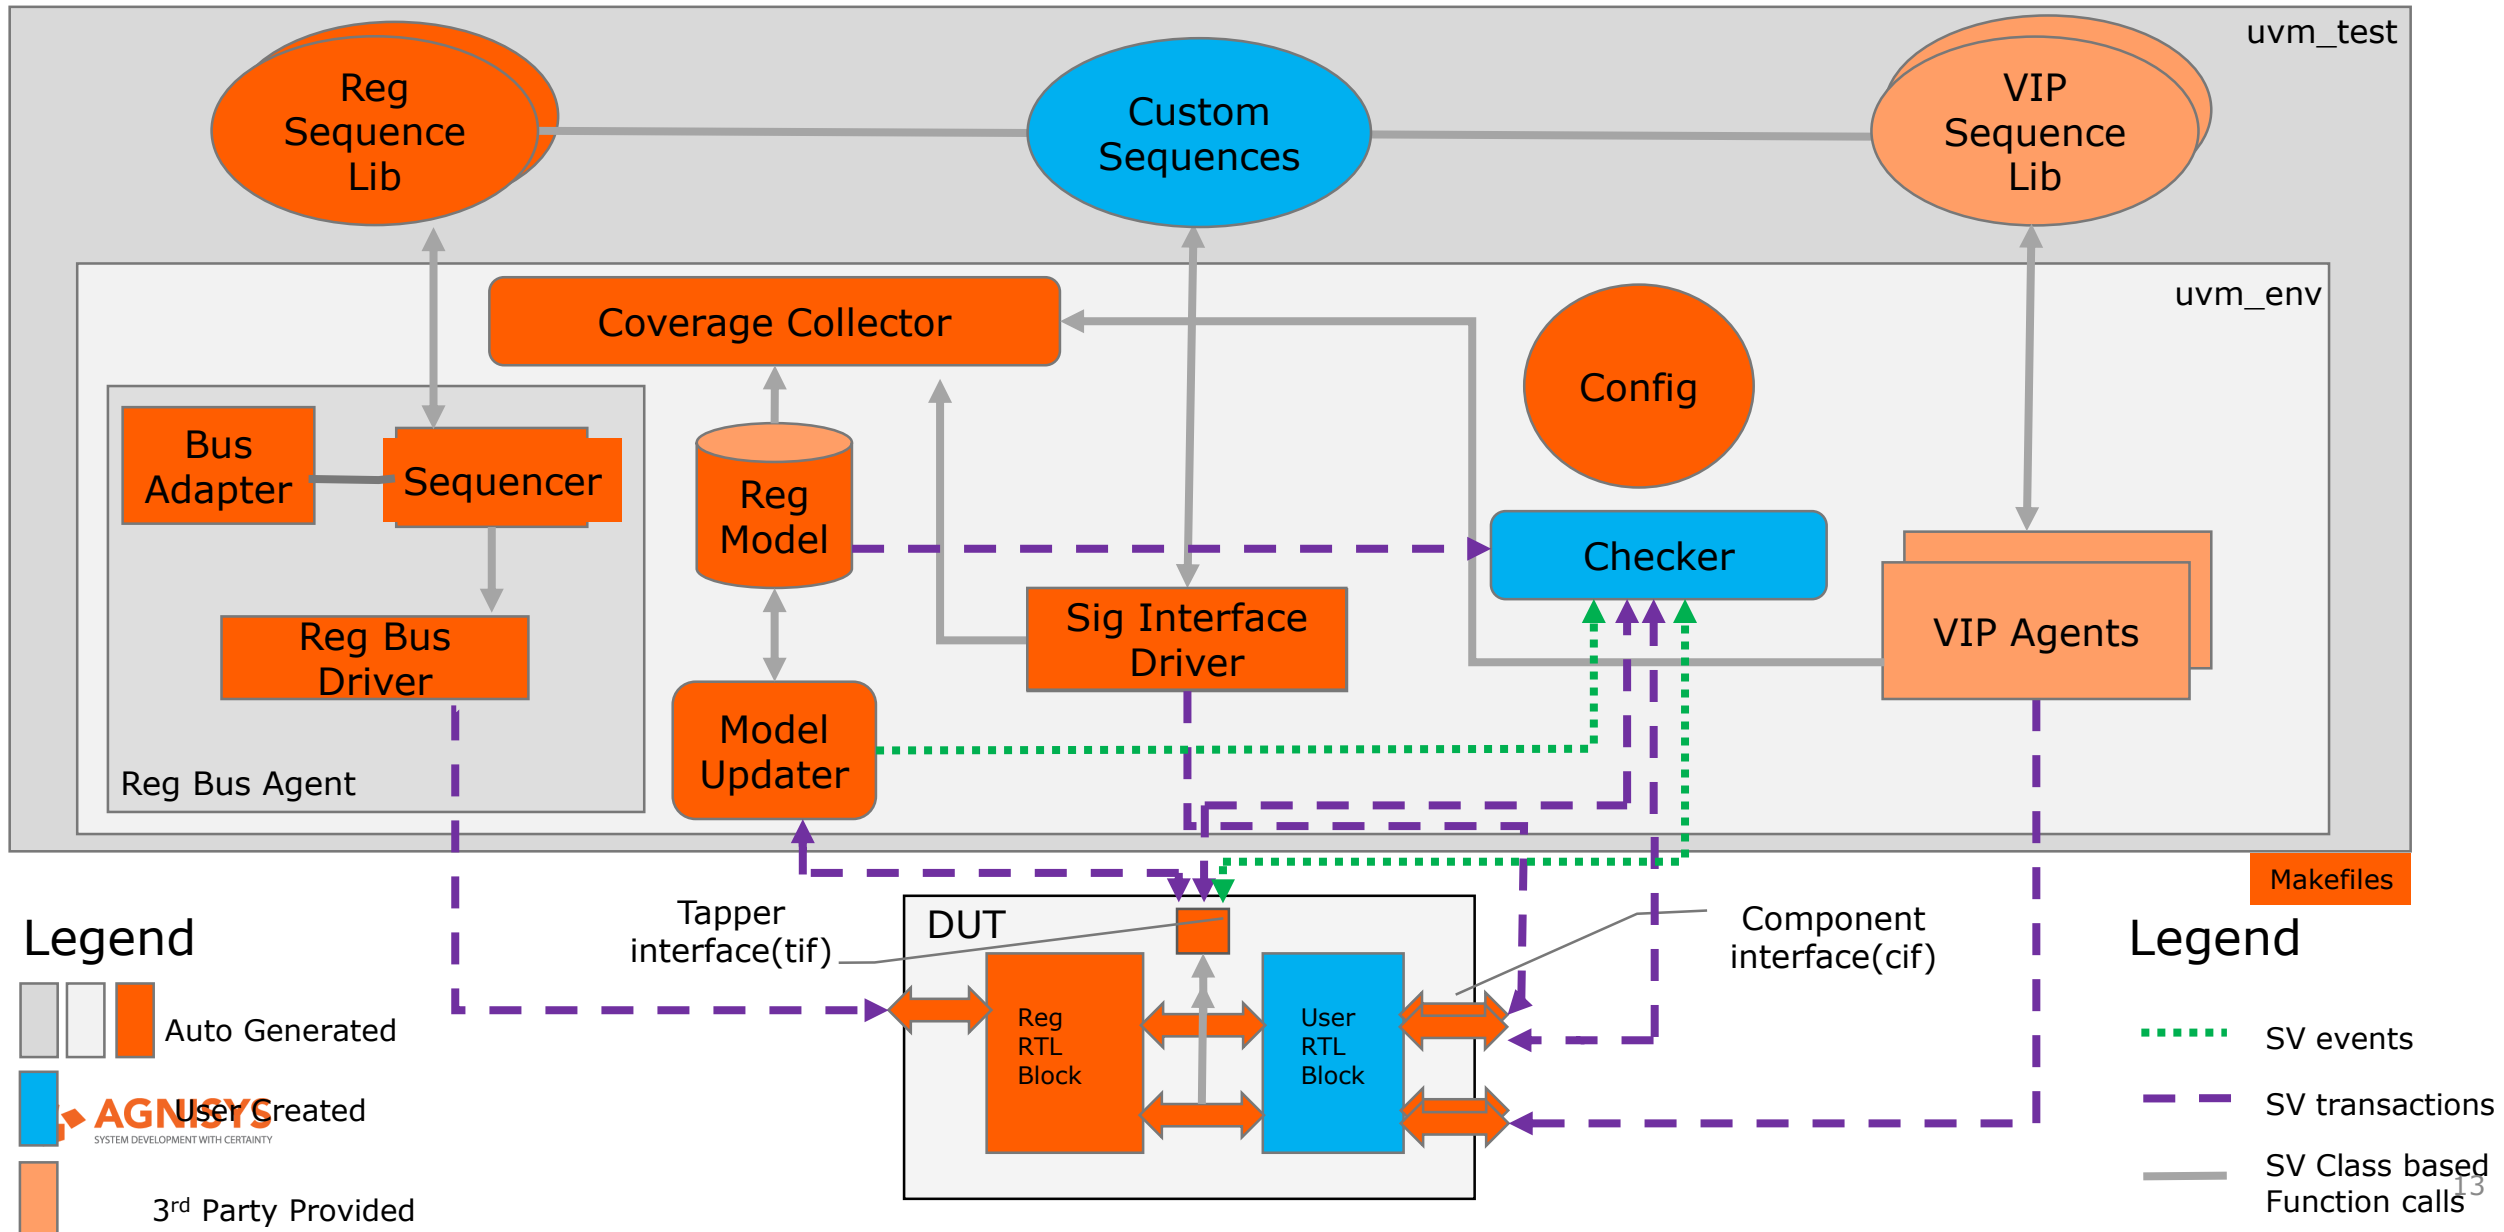 uvm_test
Reg
Sequence
Lib
Custom
Sequences
VIP
Sequence
Lib
uvm_env
Coverage Collector
Config
Bus
Adapter
Sequencer
Reg
Model
Checker
Reg Bus
Driver
Sig Interface
Driver
VIP Agents
Model
Updater
Reg Bus Agent
Makefiles
Tapper
interface(tif)
DUT
Component
interface(cif)
Reg
RTL
Block
User
RTL
Block
Legend
Auto Generated
User Created
AGNISYS
SYSTEM DEVELOPMENT WITH CERTAINTY
3rd Party Provided
Legend
SV events
SV transactions
SV Class based
Function calls
13